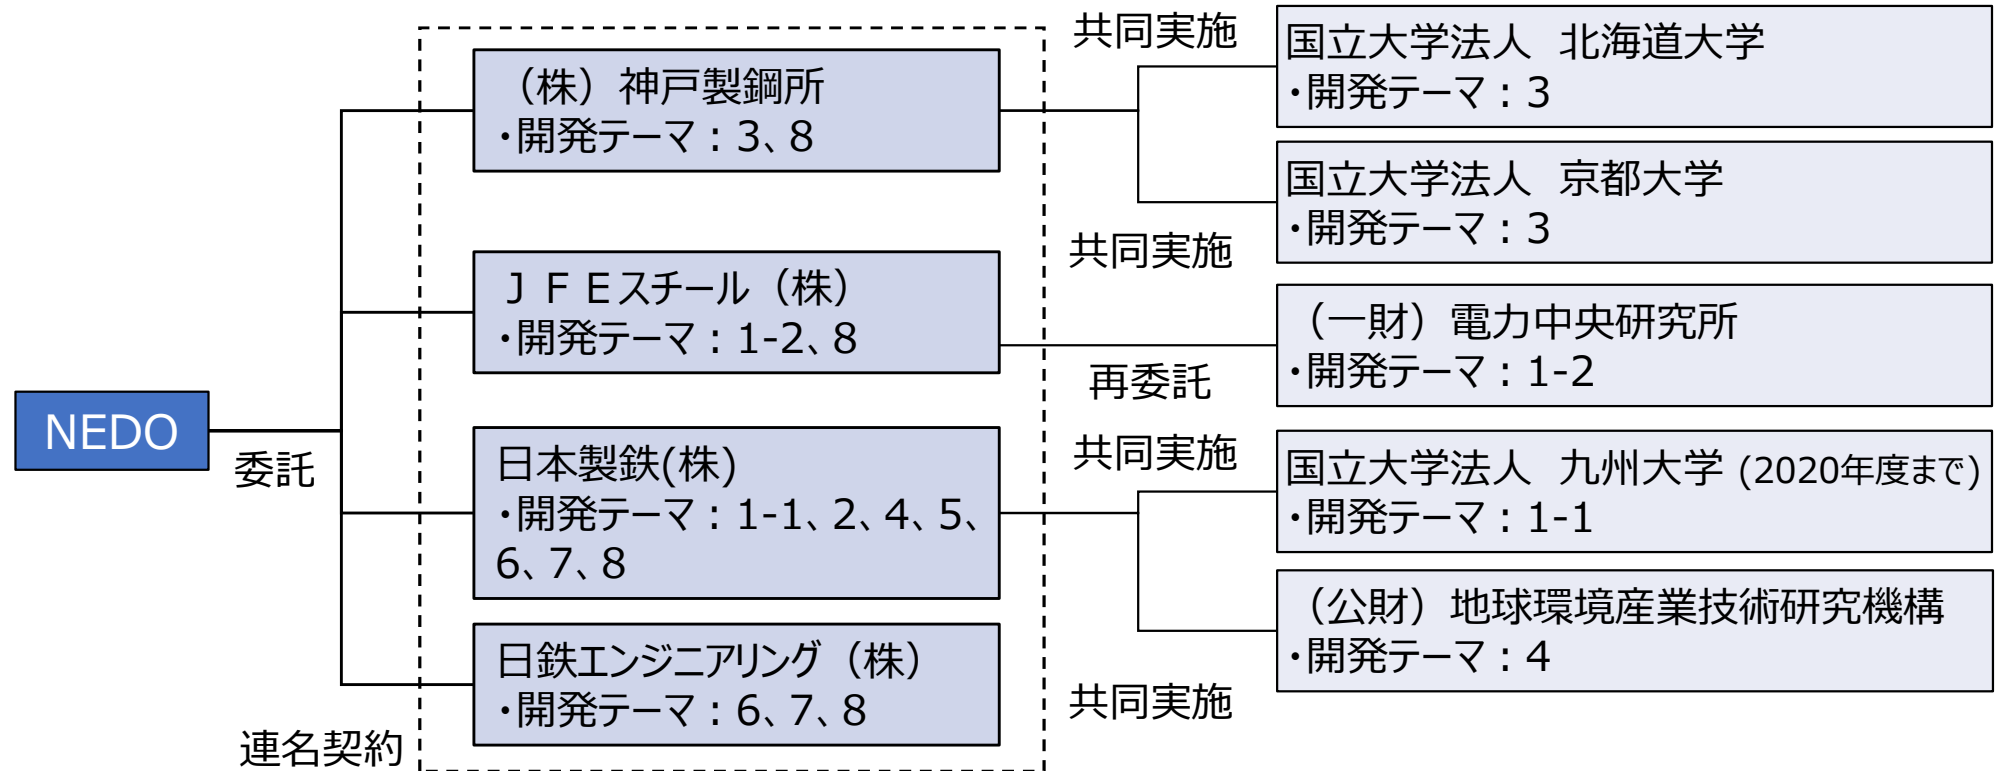 NEDO
委託
連名契約
（株）神戸製鋼所
・開発テーマ：3、8
ＪＦＥスチール（株）
・開発テーマ：1-2、8
日本製鉄(株)
・開発テーマ：1-1、2、4、5、
6、7、8
日鉄エンジニアリング（株）
・開発テーマ：6、7、8
共同実施
国立大学法人　北海道大学
・開発テーマ：3
国立大学法人　京都大学
・開発テーマ：3
共同実施
（一財）電力中央研究所
・開発テーマ：1-2
再委託
共同実施
国立大学法人　九州大学 (2020年度まで)
・開発テーマ：1-1
（公財）地球環境産業技術研究機構
・開発テーマ：4
共同実施